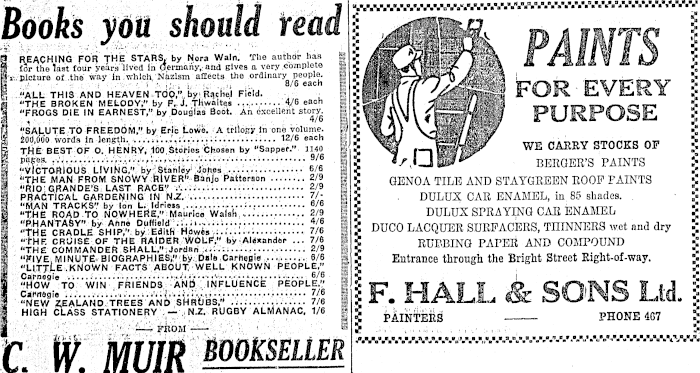 Books you should read
REACHING FOR THE STARS, by Nora Waln. The author has
for the last four years lived in Germany, and gives a very complete
picture of the way in which Nazism affects the ordinary people.
8/6 each
"ALL THIS AND HEAVEN TOO," by Rachel Field.
"THE BROKEN MELODY," by F. J. Thwaites .......... 4/6 each
"FROGS DIE IN EARNEST," by Douglas Boot. An excellent story.
4/6
"SALUTE TO FREEDOM," by Eric Lowe. A trilogy in one volume.
200,000 words in length. .......... 12/6 each
THE BEST OF O. HENRY, 100 Stories Chosen by "Sapper." 1140
pages. .......... 9/6
"VICTORIOUS LIVING," by Stanley Jones .......... 6/6
"THE MAN FROM SNOWY RIVER" Banjo Patterson .......... 2/9
"RIO GRANDE'S LAST RACE" .......... 2/9
PRACTICAL GARDENING IN N.Z. .......... 7/-
"MAN TRACKS" by Ion L. Idriess .......... 6/6
"THE ROAD TO NOWHERE," Maurice Walsh .......... 2/9
"PHANTASY" by Anne Duffield .......... 4/6
"THE CRADLE SHIP," by Edith Howes .......... 7/6
"THE CRUISE OF THE RAIDER WOLF," by Alexander ... 7/6
"THE COMMANDER SHALL," Jordan .......... 2/9
"FIVE MINUTE BIOGRAPHIES," by Dale Carnegie .......... 6/6
"LITTLE KNOWN FACTS ABOUT WELL KNOWN PEOPLE,"
Carnegie .......... 6/6
"HOW TO WIN FRIENDS AND INFLUENCE PEOPLE,"
Carnegie .......... 7/6
"NEW ZEALAND TREES AND SHRUBS," .......... 7/6
HIGH CLASS STATIONERY — N.Z. RUGBY ALMANAC, 1/6
— FROM —
C. W. MUIR BOOKSELLER
PAINTS
FOR EVERY
PURPOSE
WE CARRY STOCKS OF
BERGER'S PAINTS
GENOA TILE AND STAYGREEN ROOF PAINTS
DULUX CAR ENAMEL, in 85 shades.
DULUX SPRAYING CAR ENAMEL
DUCO LACQUER SURFACERS, THINNERS wet and dry
RUBBING PAPER AND COMPOUND
Entrance through the Bright Street Right-of-way.
F. HALL & SONS Ltd.
PAINTERS — PHONE 467